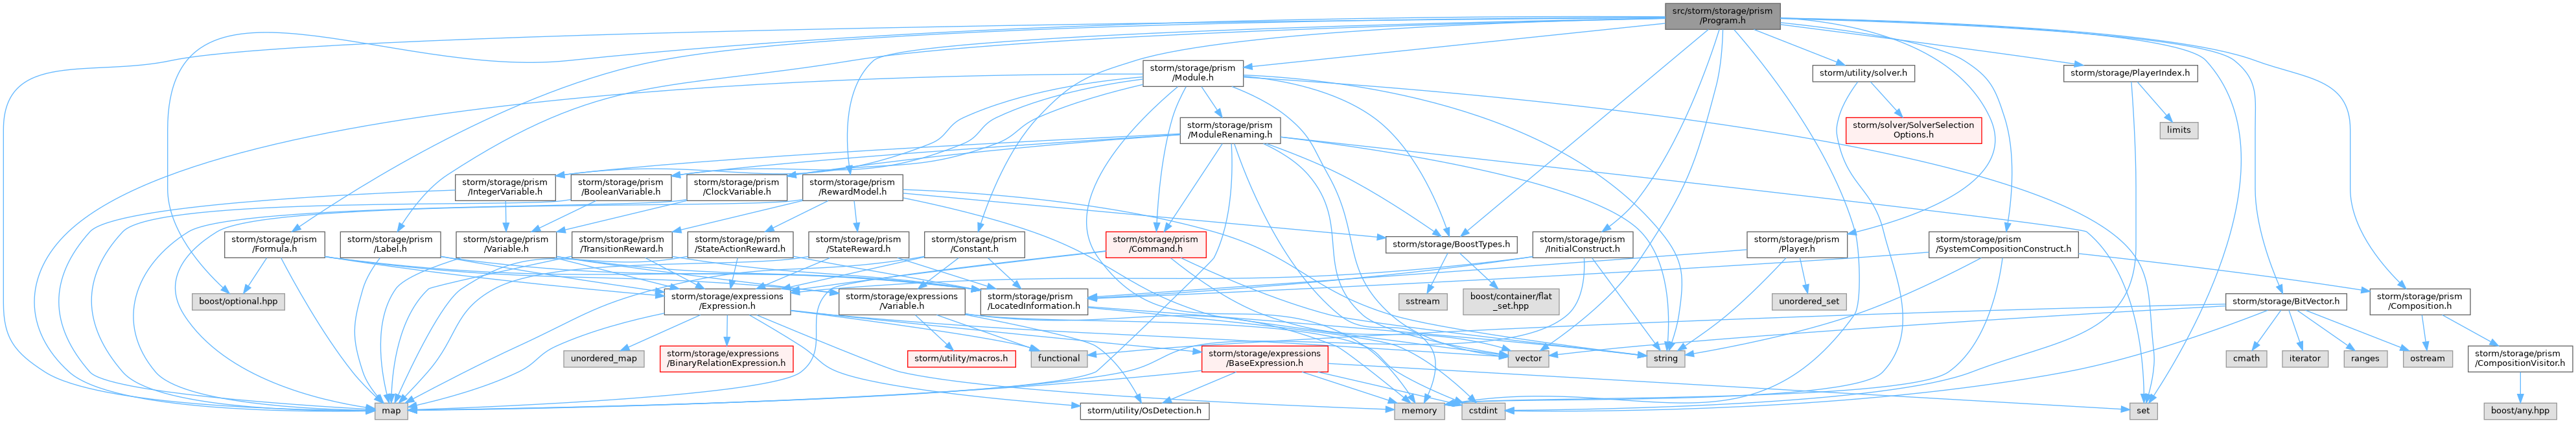 src/storm/storage/prism
/Program.h
storm/storage/prism
/Module.h
storm/utility/solver.h
storm/storage/PlayerIndex.h
storm/storage/prism
/ModuleRenaming.h
storm/solver/SolverSelection
Options.h
limits
storm/storage/prism
/IntegerVariable.h
storm/storage/prism
/BooleanVariable.h
storm/storage/prism
/ClockVariable.h
storm/storage/prism
/RewardModel.h
storm/storage/prism
/Formula.h
storm/storage/prism
/Label.h
storm/storage/prism
/Variable.h
storm/storage/prism
/TransitionReward.h
storm/storage/prism
/StateActionReward.h
storm/storage/prism
/StateReward.h
storm/storage/prism
/Constant.h
storm/storage/prism
/Command.h
storm/storage/BoostTypes.h
storm/storage/prism
/InitialConstruct.h
storm/storage/prism
/Player.h
storm/storage/prism
/SystemCompositionConstruct.h
boost/optional.hpp
storm/storage/expressions
/Expression.h
storm/storage/expressions
/Variable.h
storm/storage/prism
/LocatedInformation.h
sstream
boost/container/flat
_set.hpp
unordered_set
storm/storage/BitVector.h
storm/storage/prism
/Composition.h
unordered_map
storm/storage/expressions
/BinaryRelationExpression.h
storm/utility/macros.h
functional
storm/storage/expressions
/BaseExpression.h
vector
string
cmath
iterator
ranges
ostream
storm/storage/prism
/CompositionVisitor.h
map
storm/utility/OsDetection.h
memory
cstdint
set
boost/any.hpp